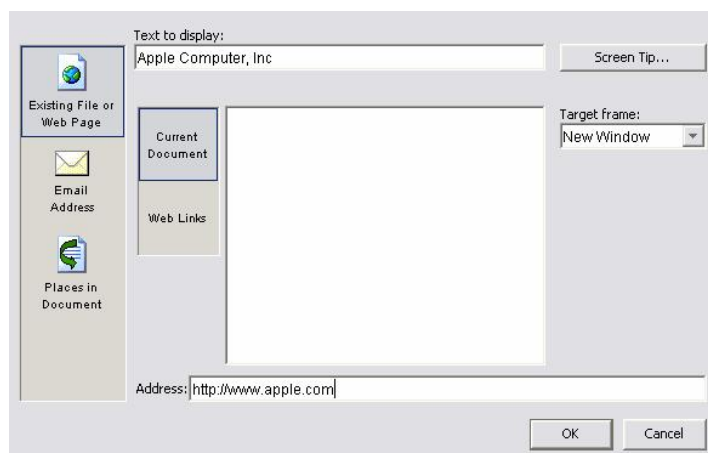 Text to display:
Apple Computer, Inc
Screen Tip...
Existing File or
Web Page
Current
Document
Target frame:
New Window
Email
Address
Web Links
Places in
Document
Address: http://www.apple.com
OK
Cancel